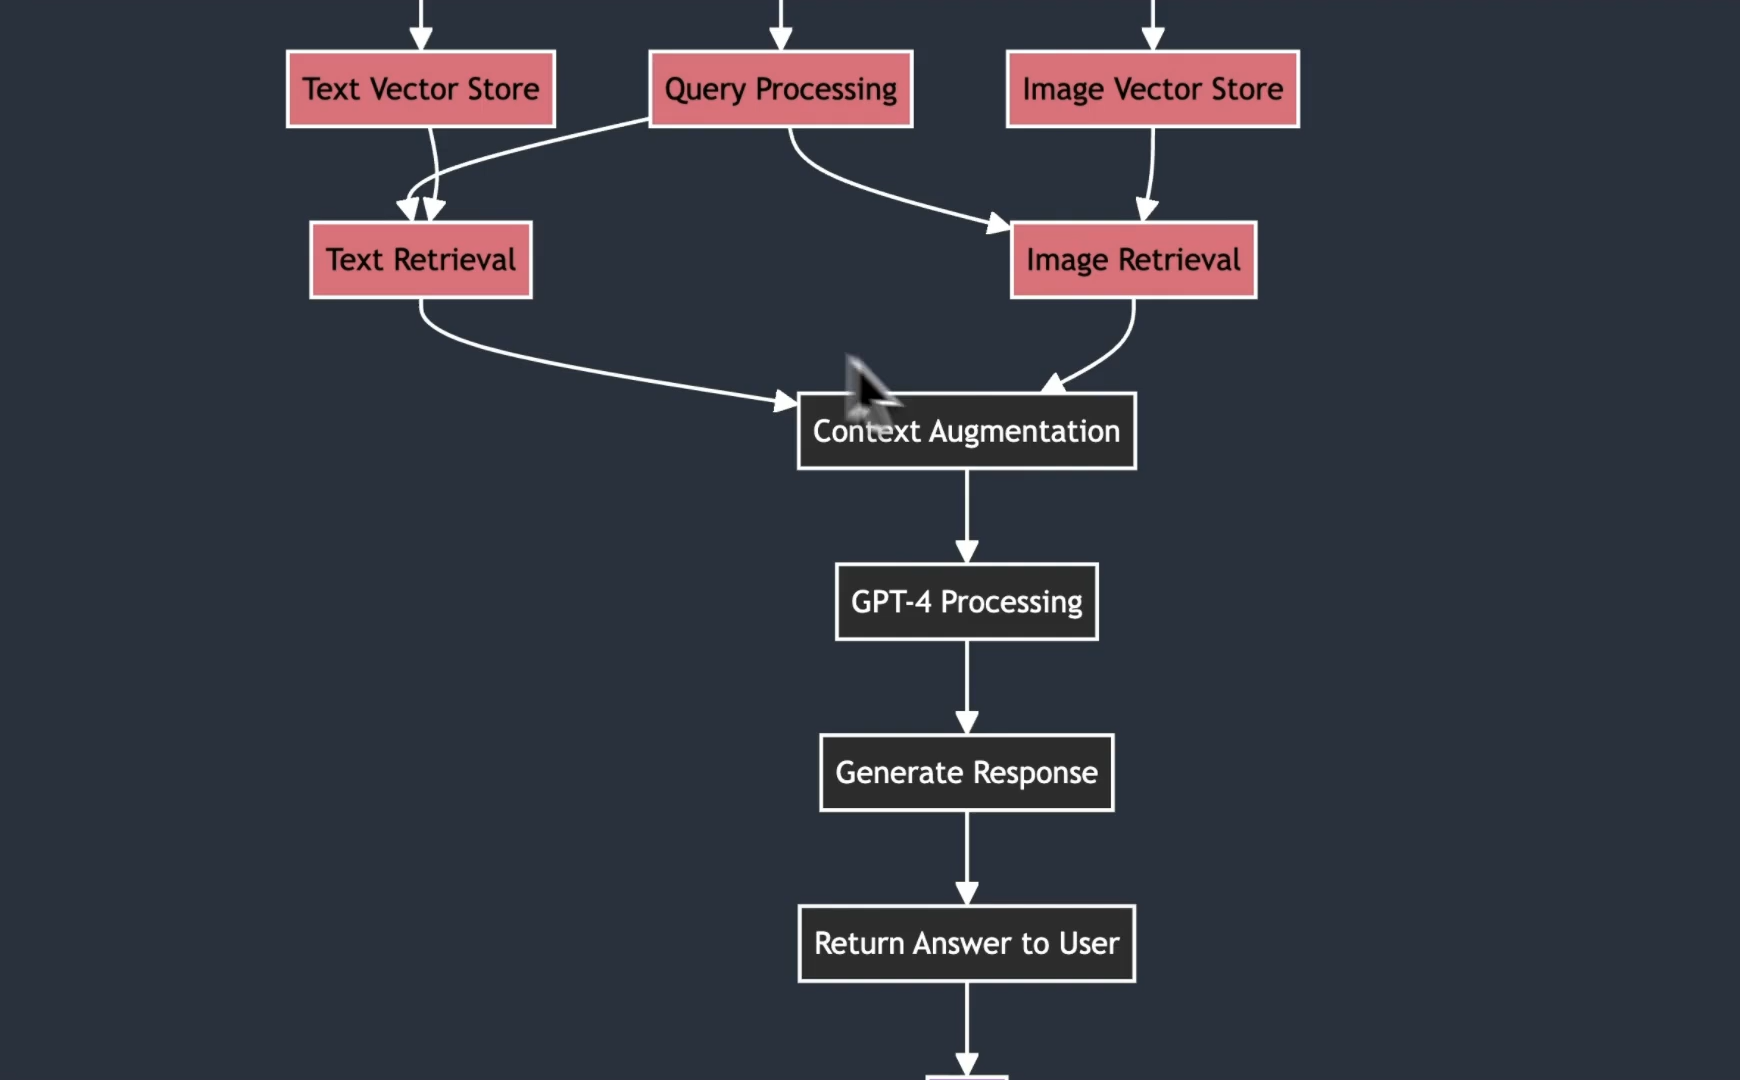 Text Vector Store
Query Processing
Image Vector Store
Text Retrieval
Image Retrieval
Context Augmentation
GPT-4 Processing
Generate Response
Return Answer to User